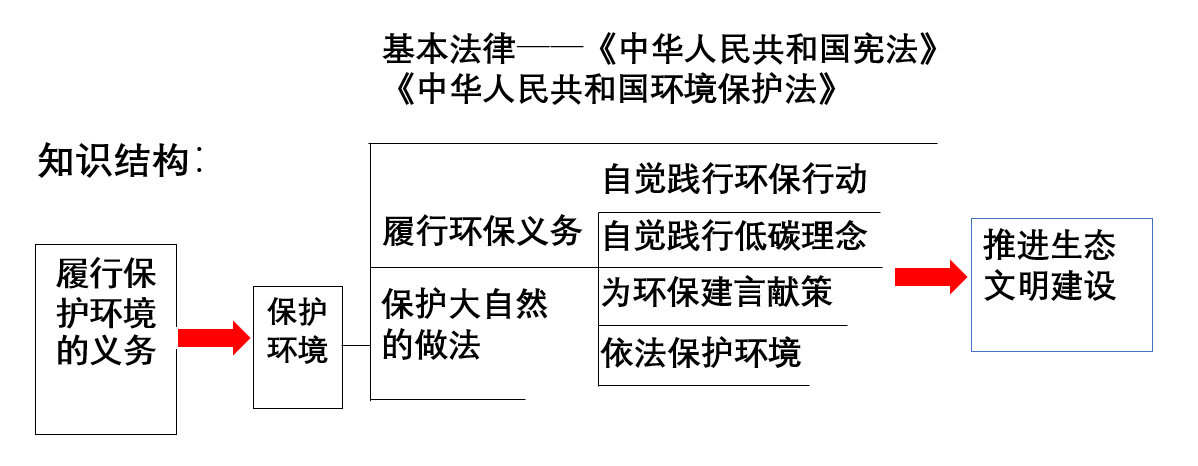 基本法律——《中华人民共和国宪法》
《中华人民共和国环境保护法》
知识结构：
履行保
护环境
的义务
保护
环境
履行环保义务
保护大自然
的做法
自觉践行环保行动
自觉践行低碳理念
为环保建言献策
依法保护环境
推进生态
文明建设